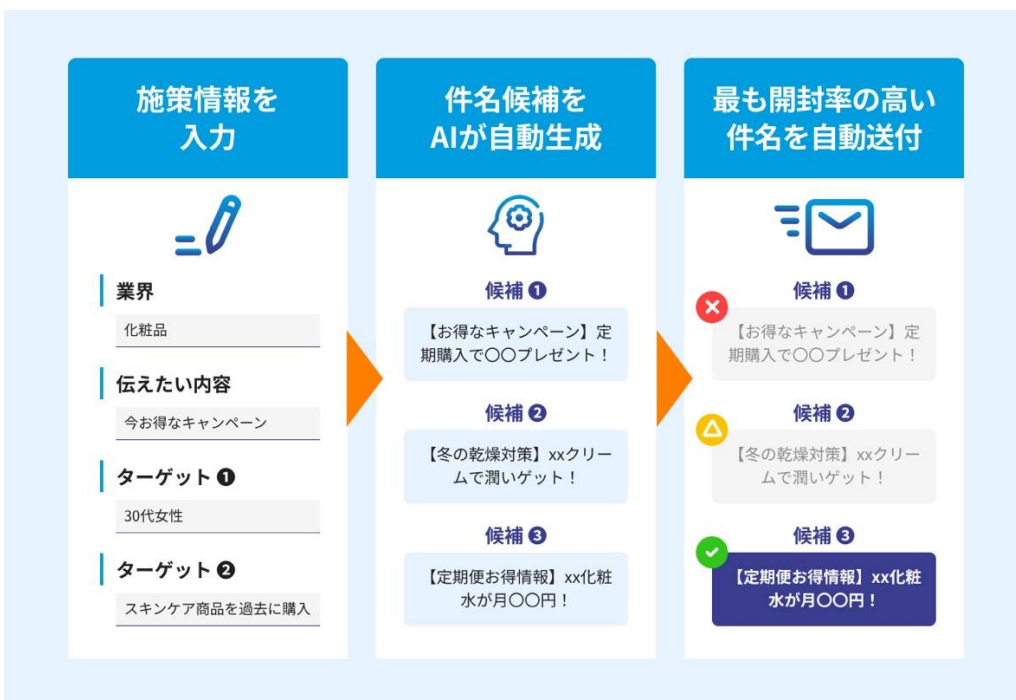 施策情報を
入力
業界
化粧品
伝えたい内容
今お得なキャンペーン
ターゲット ❶
30代女性
ターゲット ❷
スキンケア商品を過去に購入
件名候補を
AIが自動生成
候補 ❶
【お得なキャンペーン】定
期購入で〇〇プレゼント！
候補 ❷
【冬の乾燥対策】xxクリー
ムで潤いゲット！
候補 ❸
【定期便お得情報】xx化粧
水が月〇〇円！
最も開封率の高い
件名を自動送付
候補 ❶
【お得なキャンペーン】定
期購入で〇〇プレゼント！
候補 ❷
【冬の乾燥対策】xxクリー
ムで潤いゲット！
候補 ❸
【定期便お得情報】xx化粧
水が月〇〇円！